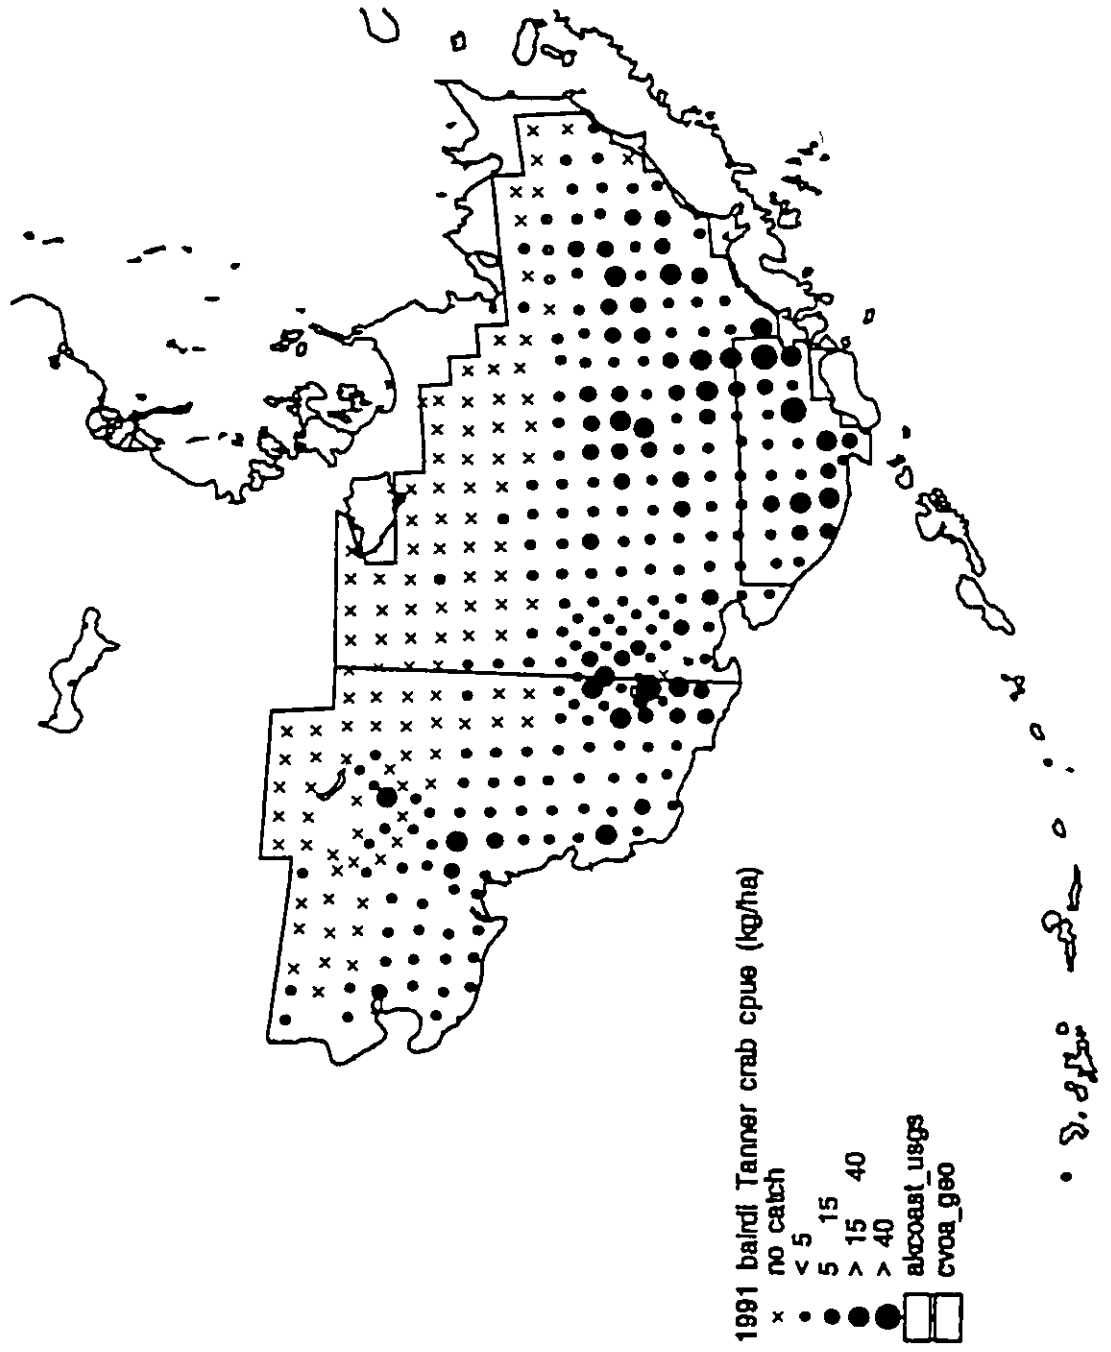 1991 bairdi Tanner crab cpue (kg/ha)
no catch
< 5
5 15
> 15 40
> 40
akcoast_usgs
cvoa_geo